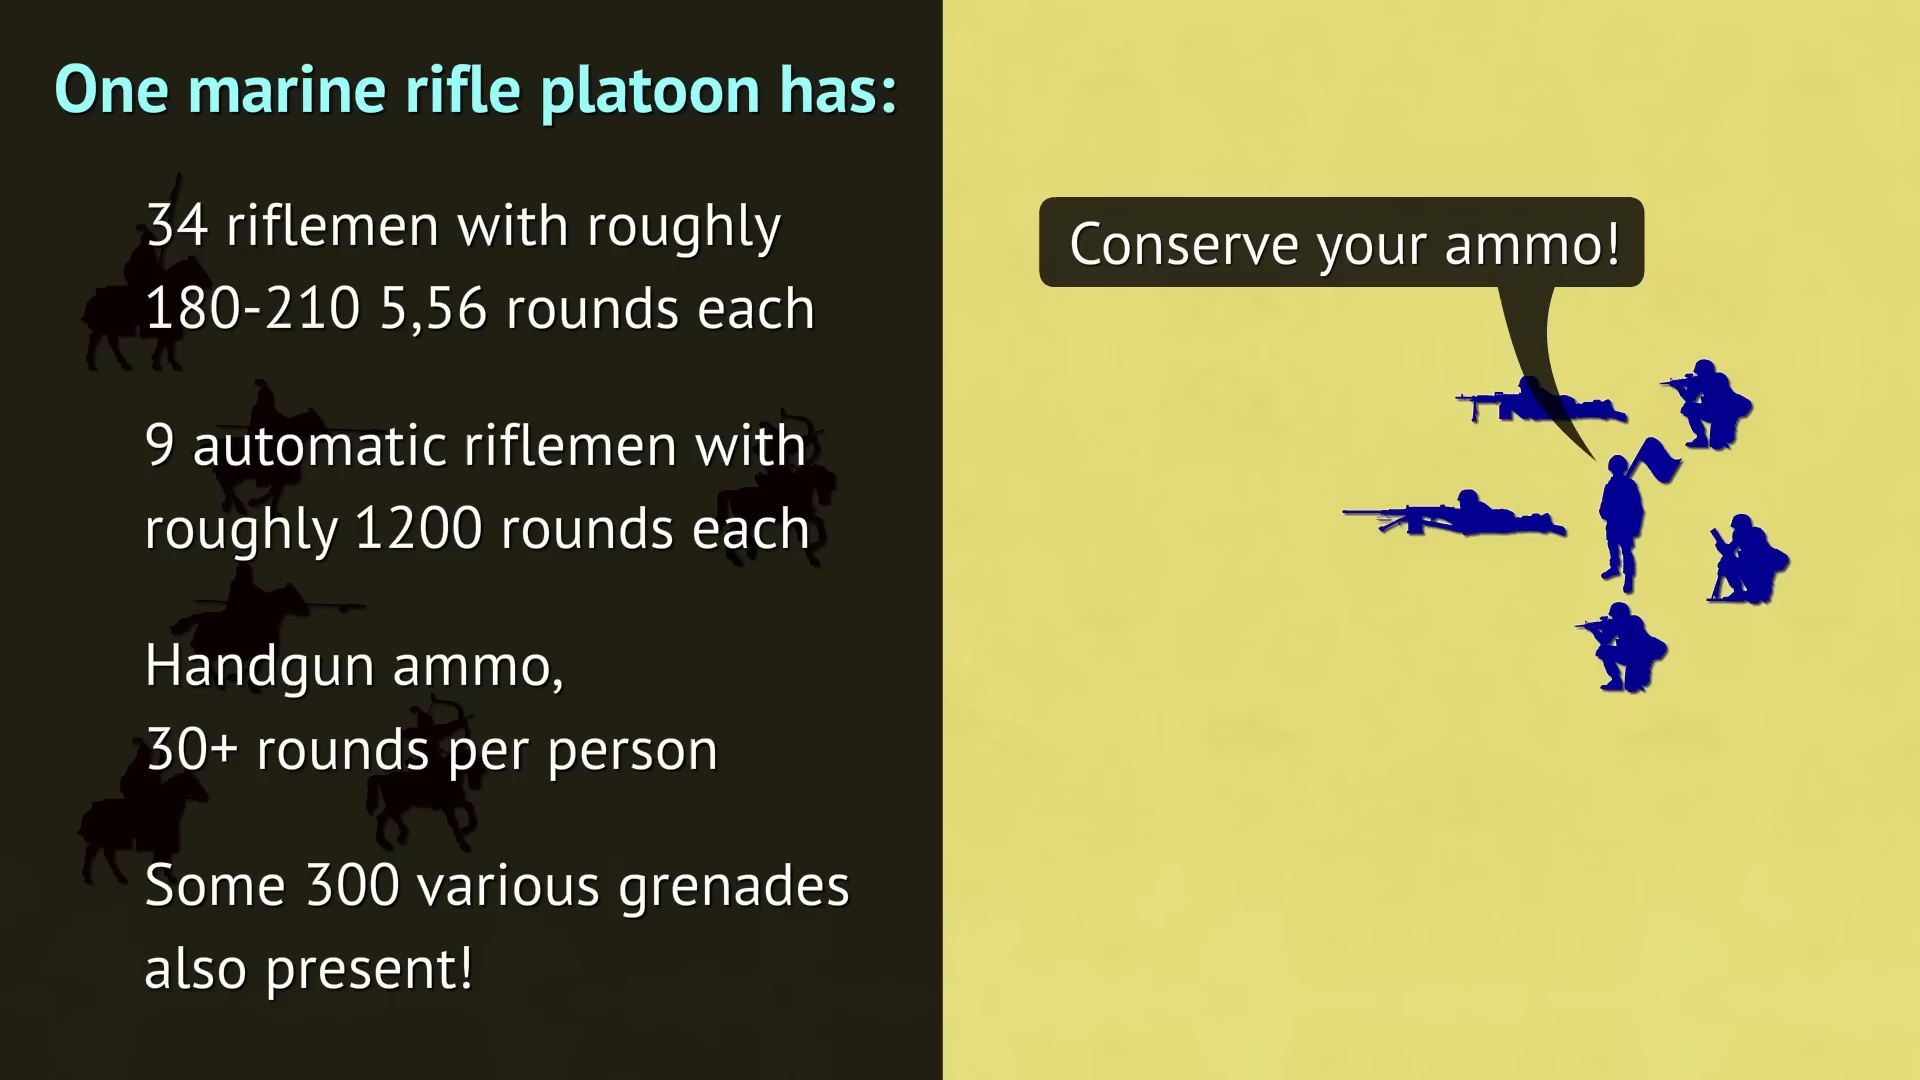 One marine rifle platoon has:
34 riflemen with roughly
180-210 5,56 rounds each
9 automatic riflemen with
roughly 1200 rounds each
Handgun ammo,
30+ rounds per person
Some 300 various grenades
also present!
Conserve your ammo!